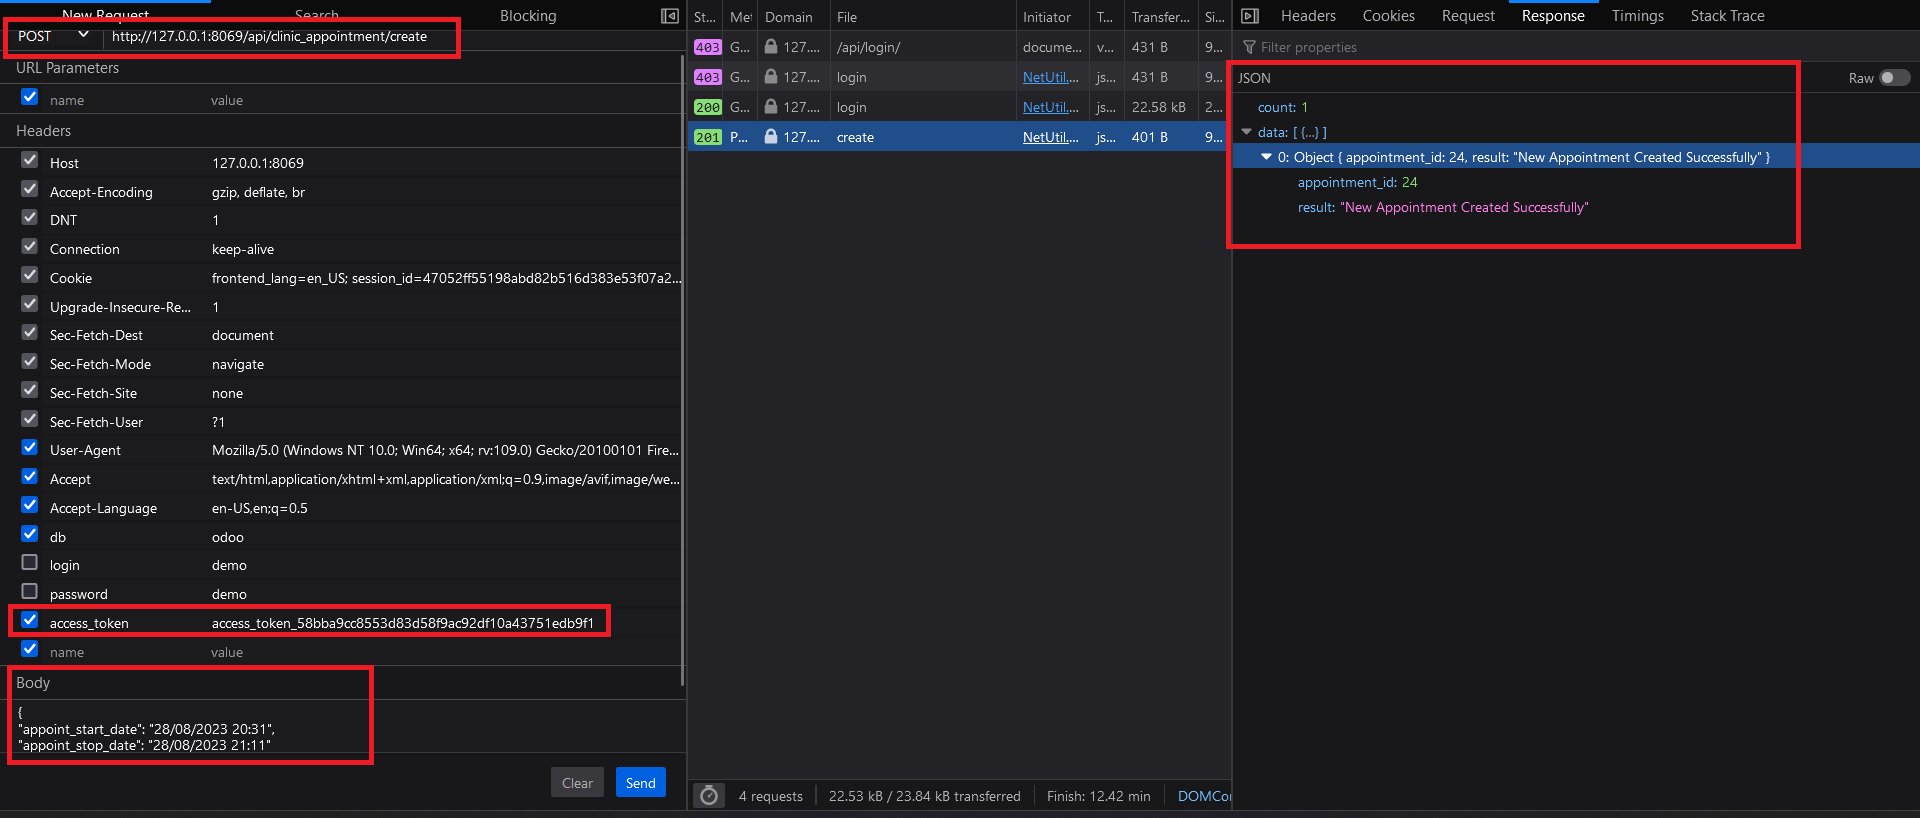 New Request
Search
Blocking
POST
http://127.0.0.1:8069/api/clinic_appointment/create
URL Parameters
name value
Headers
Host 127.0.0.1:8069
Accept-Encoding gzip, deflate, br
DNT 1
Connection keep-alive
Cookie frontend_lang=en_US; session_id=47052ff55198abd82b516d383e53f07a2...
Upgrade-Insecure-Re... 1
Sec-Fetch-Dest document
Sec-Fetch-Mode navigate
Sec-Fetch-Site none
Sec-Fetch-User ?1
User-Agent Mozilla/5.0 (Windows NT 10.0; Win64; x64; rv:109.0) Gecko/20100101 Fire...
Accept text/html,application/xhtml+xml,application/xml;q=0.9,image/avif,image/we...
Accept-Language en-US,en;q=0.5
db odoo
login demo
password demo
access_token access_token_58bba9cc8553d83d58f9ac92df10a43751edb9f1
name value
Body
{
"appoint_start_date": "28/08/2023 20:31",
"appoint_stop_date": "28/08/2023 21:11"
Clear
Send
St... Me Domain File Initiator T... Transfer... Si...
403 G... 127.... /api/login/ docume... v... 431 B 9...
403 G... 127.... login NetUtil.... js... 431 B 9...
200 G... 127.... login NetUtil.... js... 22.58 kB 2...
201 P... 127.... create NetUtil.... js... 401 B 9...
4 requests
22.53 kB / 23.84 kB transferred
Finish: 12.42 min
DOMCo
Headers
Cookies
Request
Response
Timings
Stack Trace
Filter properties
JSON
Raw
count: 1
data: [ {...} ]
0: Object { appointment_id: 24, result: "New Appointment Created Successfully" }
appointment_id: 24
result: "New Appointment Created Successfully"